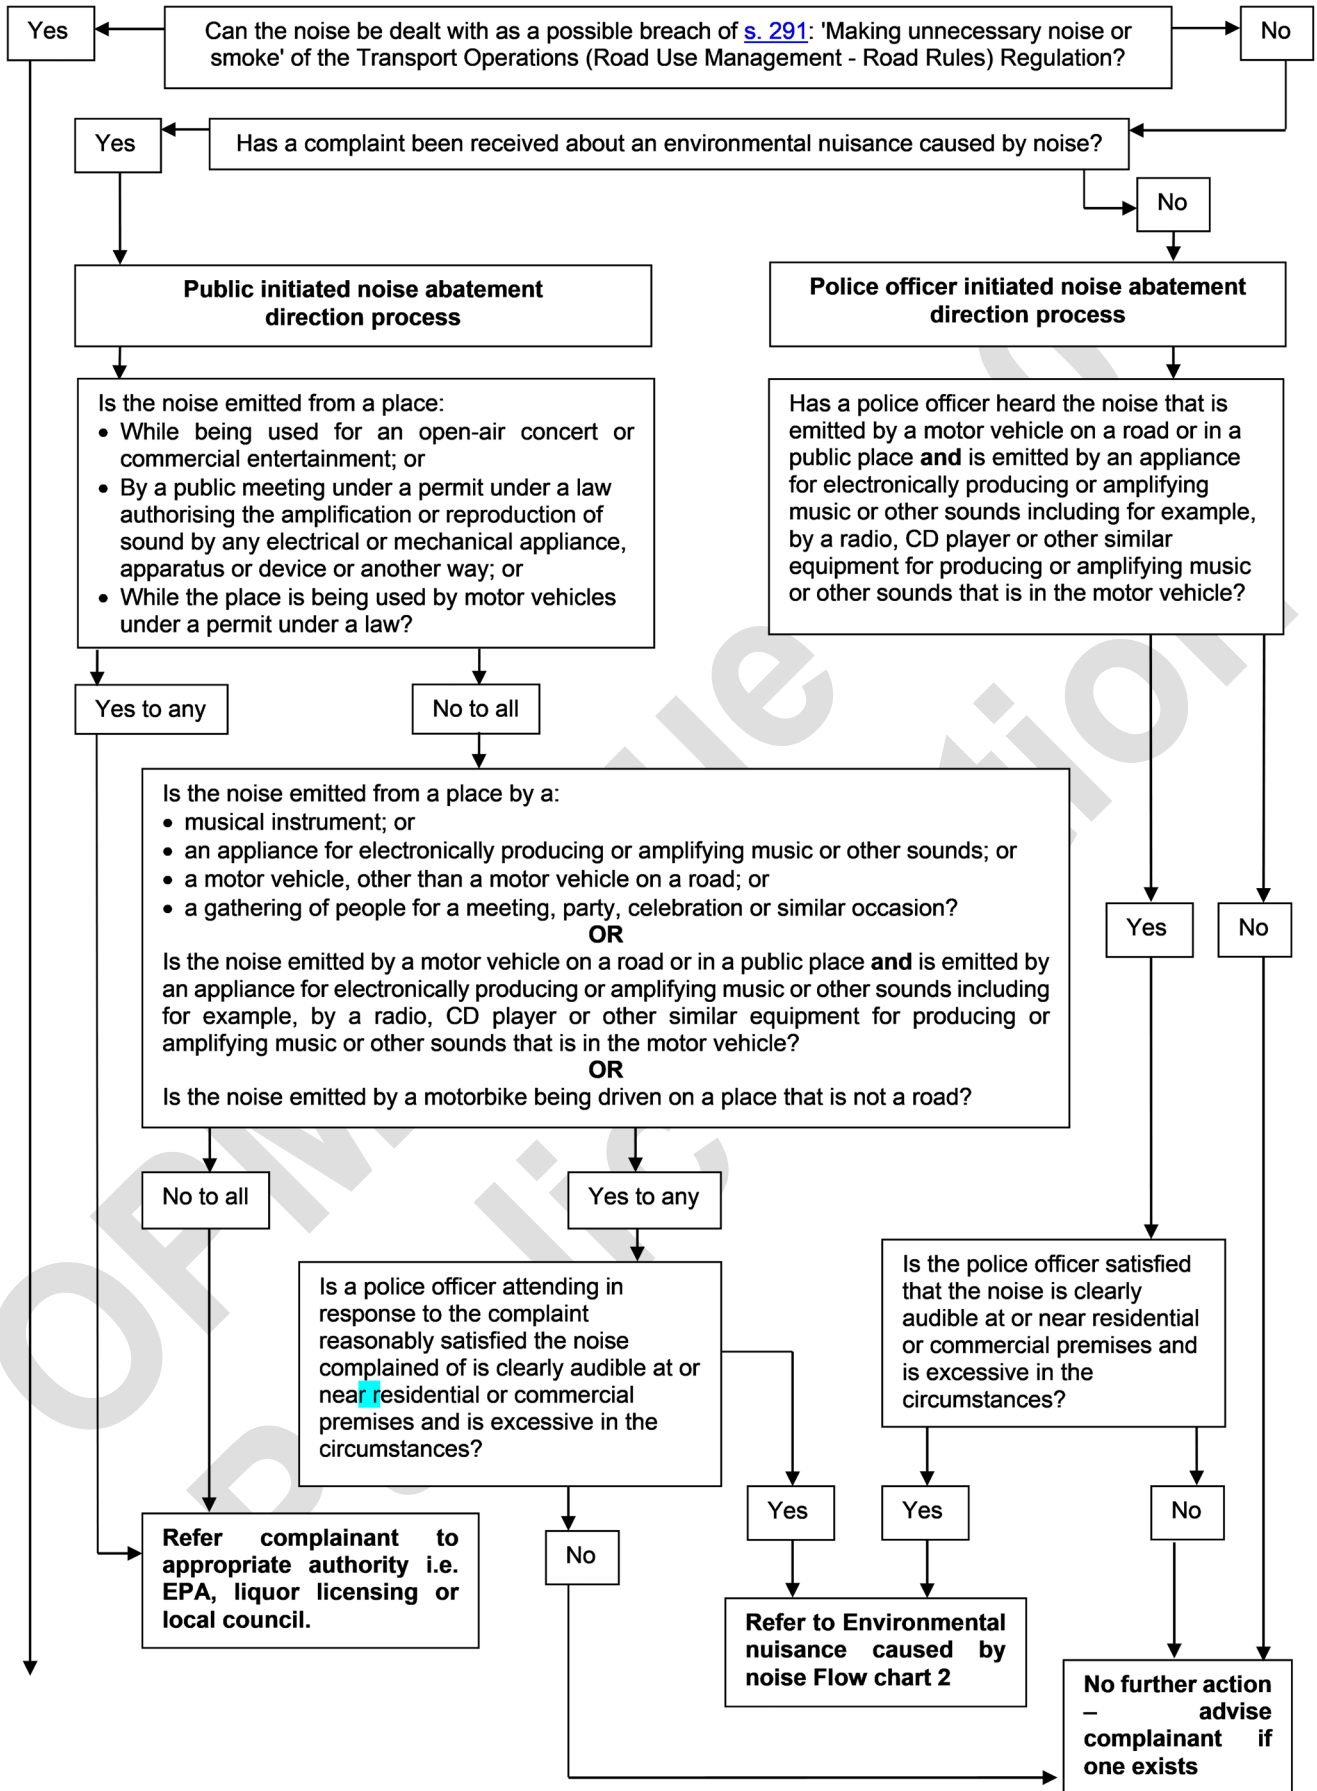 Yes
Can the noise be dealt with as a possible breach of s. 291: 'Making unnecessary noise or
smoke' of the Transport Operations (Road Use Management - Road Rules) Regulation?
No
Yes
Has a complaint been received about an environmental nuisance caused by noise?
No
Public initiated noise abatement
direction process
Police officer initiated noise abatement
direction process
Is the noise emitted from a place:
• While being used for an open-air concert or
commercial entertainment; or
• By a public meeting under a permit under a law
authorising the amplification or reproduction of
sound by any electrical or mechanical appliance,
apparatus or device or another way; or
• While the place is being used by motor vehicles
under a permit under a law?
Has a police officer heard the noise that is
emitted by a motor vehicle on a road or in a
public place and is emitted by an appliance
for electronically producing or amplifying
music or other sounds including for example,
by a radio, CD player or other similar
equipment for producing or amplifying music
or other sounds that is in the motor vehicle?
Yes to any
No to all
Is the noise emitted from a place by a:
• musical instrument; or
• an appliance for electronically producing or amplifying music or other sounds; or
• a motor vehicle, other than a motor vehicle on a road; or
• a gathering of people for a meeting, party, celebration or similar occasion?
OR
Is the noise emitted by a motor vehicle on a road or in a public place and is emitted by
an appliance for electronically producing or amplifying music or other sounds including
for example, by a radio, CD player or other similar equipment for producing or
amplifying music or other sounds that is in the motor vehicle?
OR
Is the noise emitted by a motorbike being driven on a place that is not a road?
Yes
No
No to all
Yes to any
Is a police officer attending in
response to the complaint
reasonably satisfied the noise
complained of is clearly audible at or
near residential or commercial
premises and is excessive in the
circumstances?
Is the police officer satisfied
that the noise is clearly
audible at or near residential
or commercial premises and
is excessive in the
circumstances?
Yes
Yes
No
No
Refer complainant to
appropriate authority i.e.
EPA, liquor licensing or
local council.
Refer to Environmental
nuisance caused by
noise Flow chart 2
No further action
– advise
complainant if
one exists